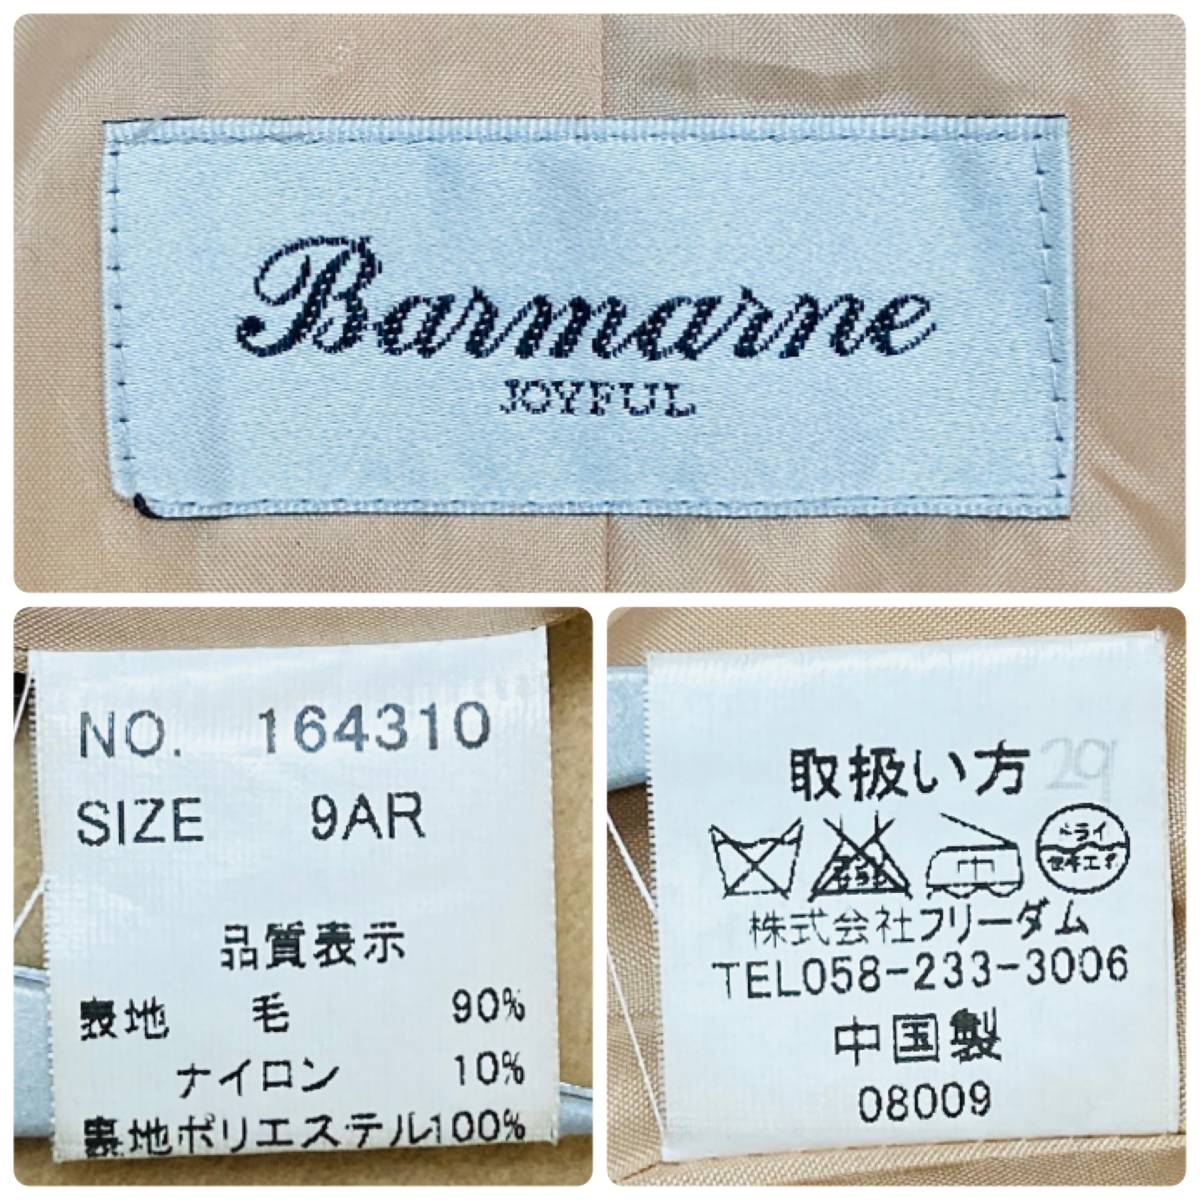 Barmarne
JOYFUL
NO. 164310
SIZE 9AR
品質表示
表地 毛 90%
ナイロン 10%
裏地ポリエステル100%
取扱い方 29
中
ドライ
株式会社フリーダム
TEL058-233-3006
中国製
08009